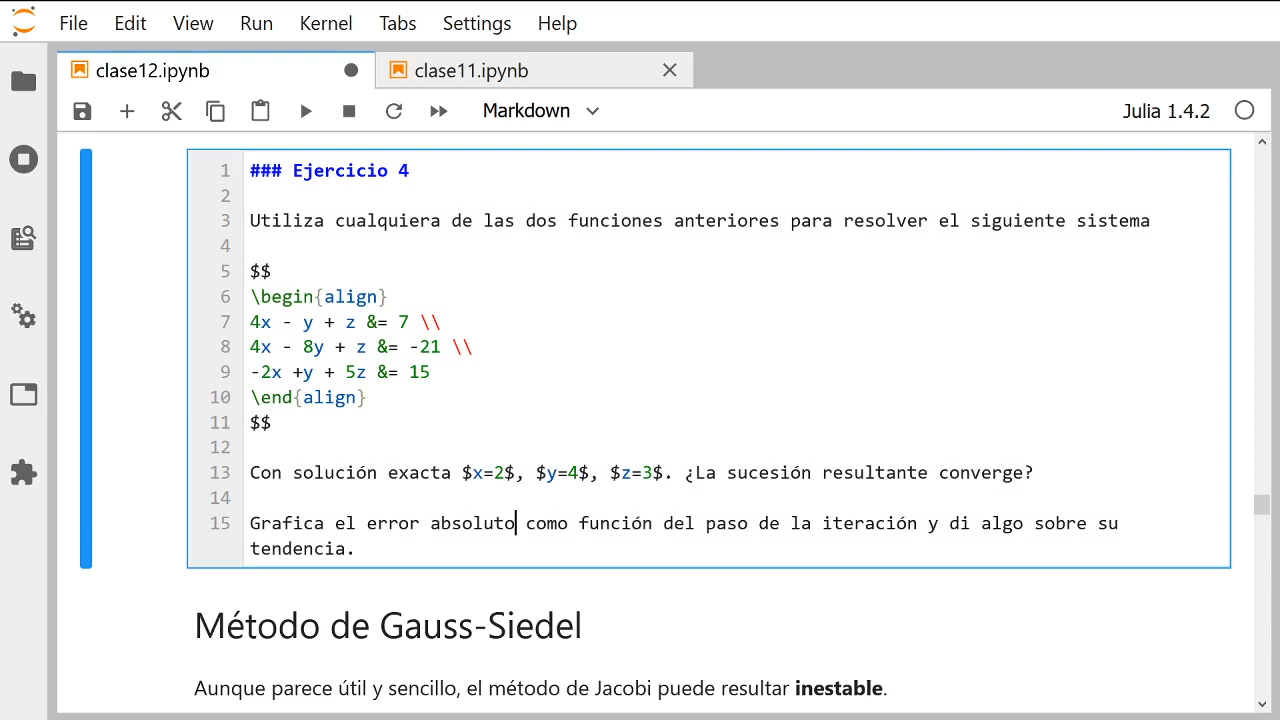 File Edit View Run Kernel Tabs Settings Help
clase12.ipynb clase11.ipynb
Markdown Julia 1.4.2
1 ### Ejercicio 4
2
3 Utiliza cualquiera de las dos funciones anteriores para resolver el siguiente sistema
4
5 $$
6 \begin{align}
7 4x - y + z &= 7 \\
8 4x - 8y + z &= -21 \\
9 -2x +y + 5z &= 15
10 \end{align}
11 $$
12
13 Con solución exacta $x=2$, $y=4$, $z=3$. ¿La sucesión resultante converge?
14
15 Grafica el error absoluto como función del paso de la iteración y di algo sobre su
tendencia.
Método de Gauss-Siedel
Aunque parece útil y sencillo, el método de Jacobi puede resultar inestable.